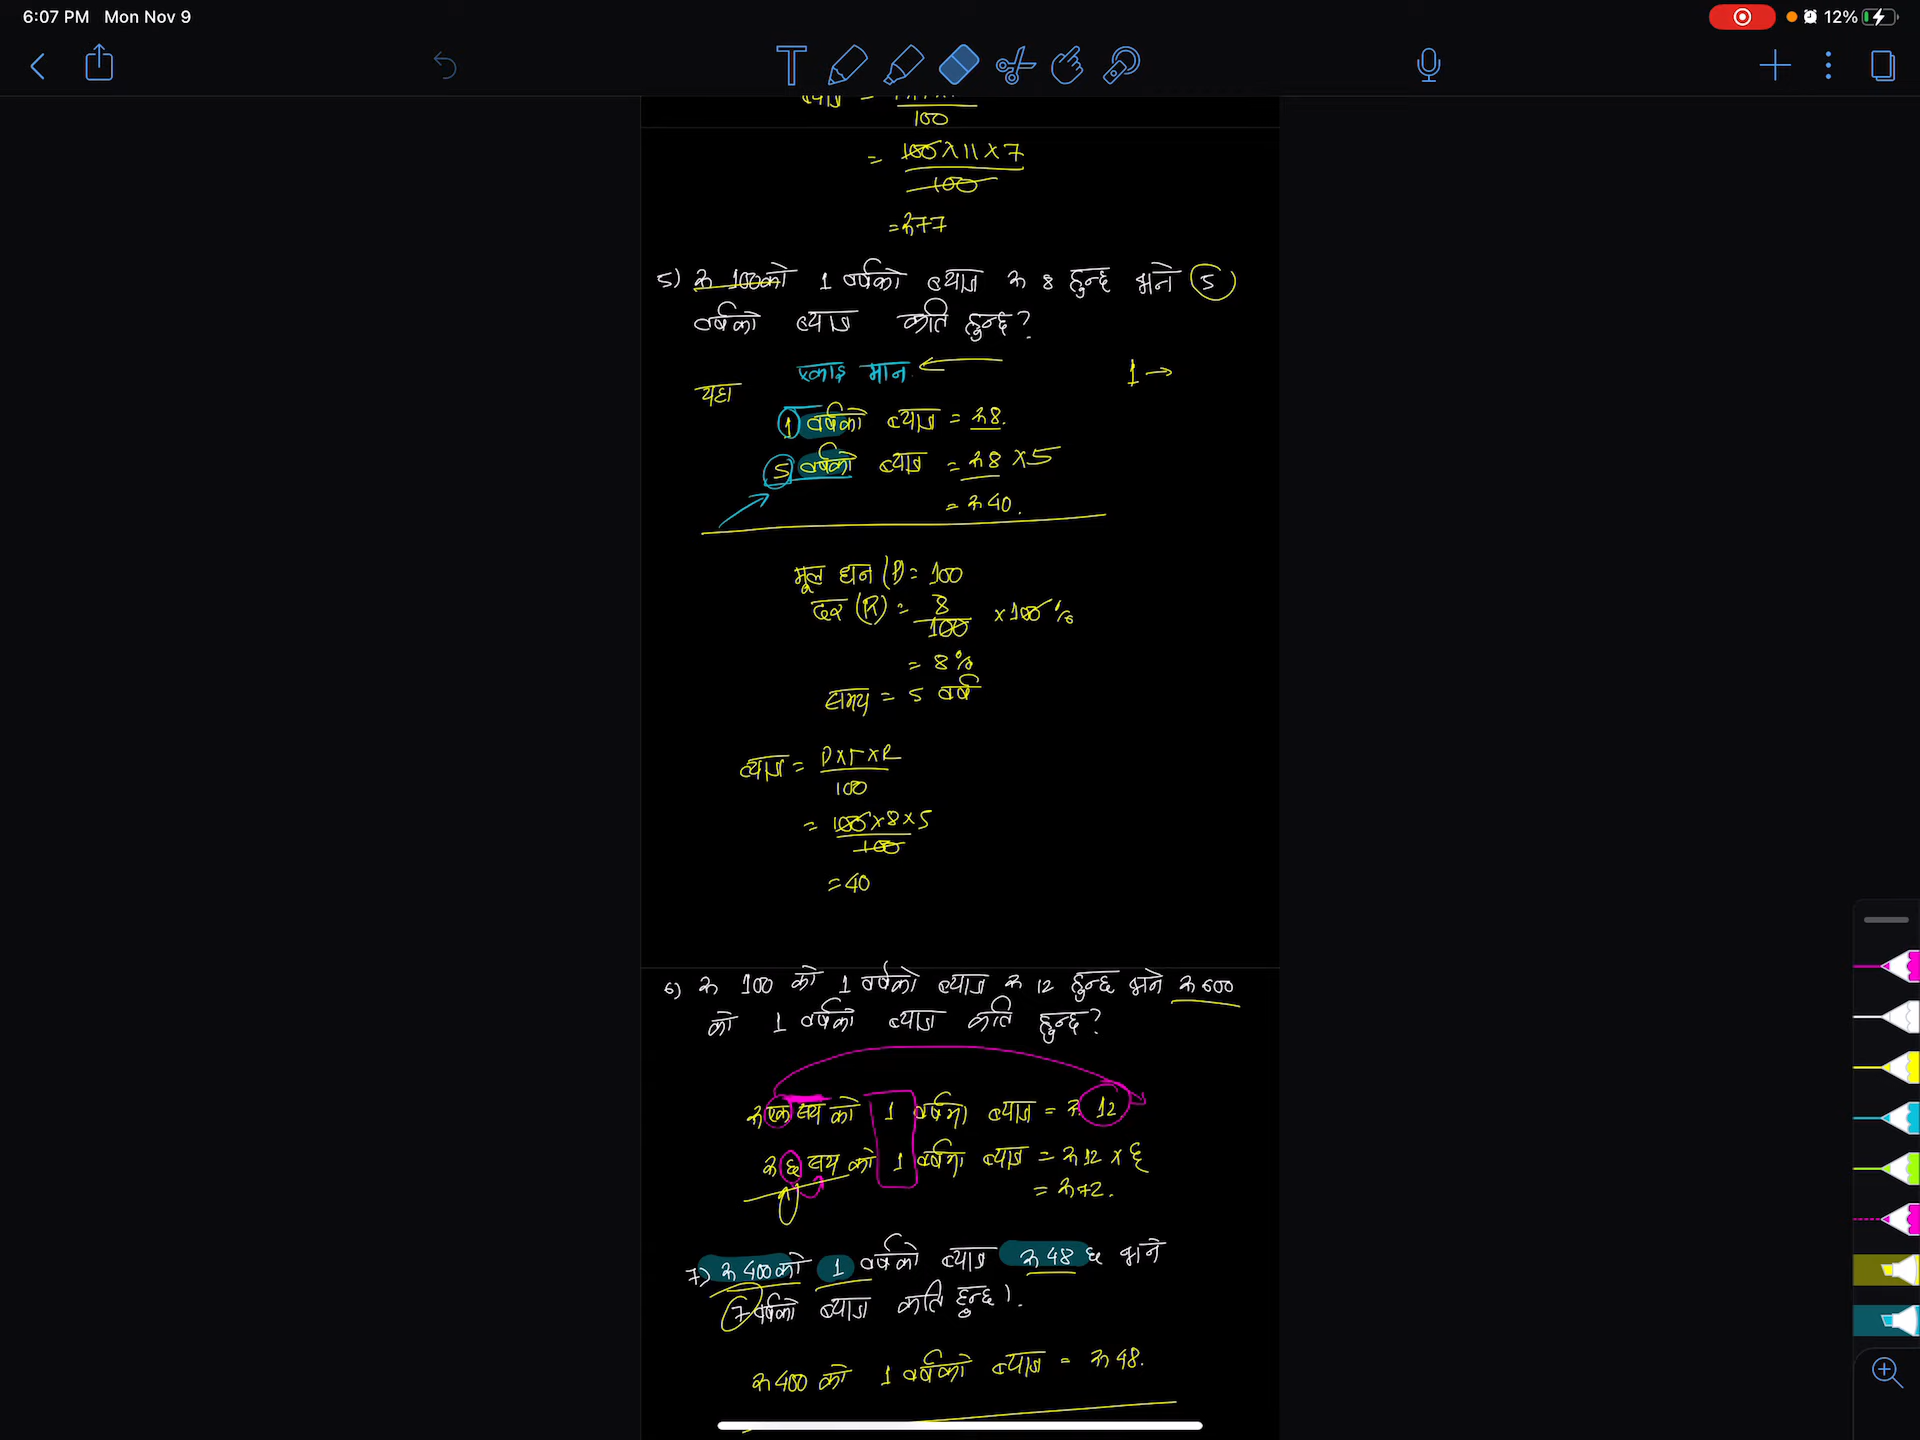 6:07 PM Mon Nov 9
12%
T
ब्याज =
100
= 100 × 11 × 7
100
= रु 77
5) रु 100को 1 वर्षको ब्याज रु 8 हुन्छ भने 5
वर्षको ब्याज कति हुन्छ?
एकाइ मान
1 →
यहा
1 वर्षको ब्याज = रु 8.
5 वर्षको ब्याज = रु 8 × 5
= रु 40.
मूल धन (P) = 100
दर (R) = 8
100 × 100 %
= 8%
समय = 5 वर्ष
ब्याज = P × T × R
100
= 100 × 8 × 5
100
= 40
6) रु 100 को 1 वर्षको ब्याज रु 12 हुन्छ भने रु 600
को 1 वर्षको ब्याज कति हुन्छ?
रु एक सय को 1 वर्षको ब्याज = रु 12
रु छ सय को 1 वर्षको ब्याज = रु 12 × ६
= रु 72.
7) रु 400को 1 वर्षको ब्याज रु 48 छ भने
7 वर्षको ब्याज कति हुन्छ ।.
रु 400 को 1 वर्षको ब्याज = रु 48.